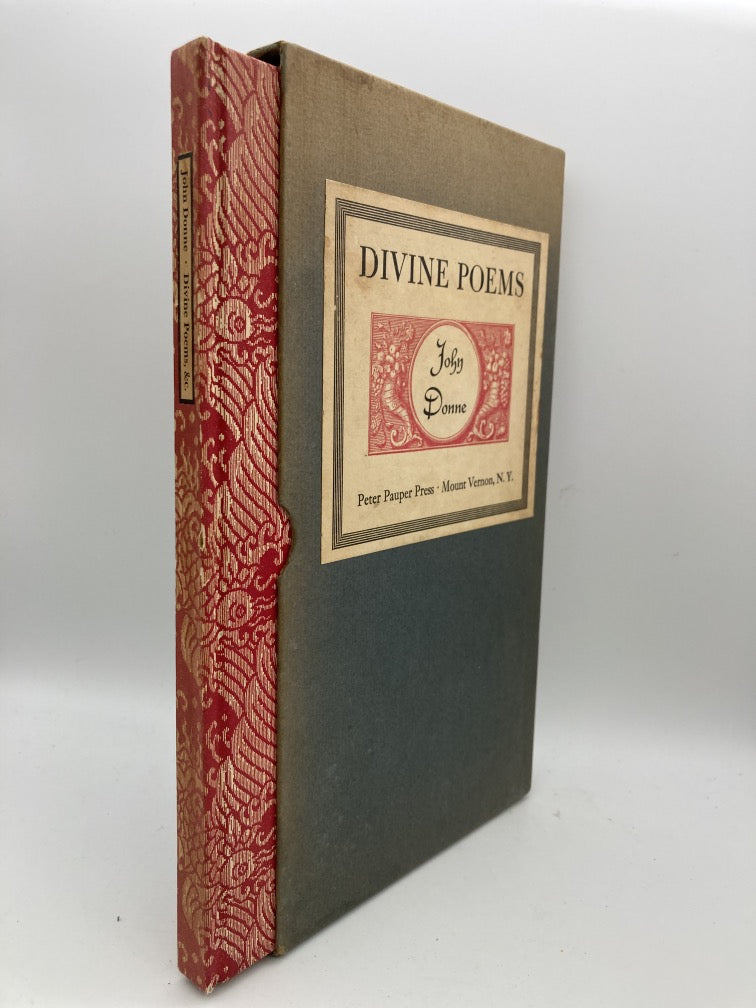 John Donne · Divine Poems, &c.
DIVINE POEMS
John
Donne
Peter Pauper Press · Mount Vernon, N. Y.